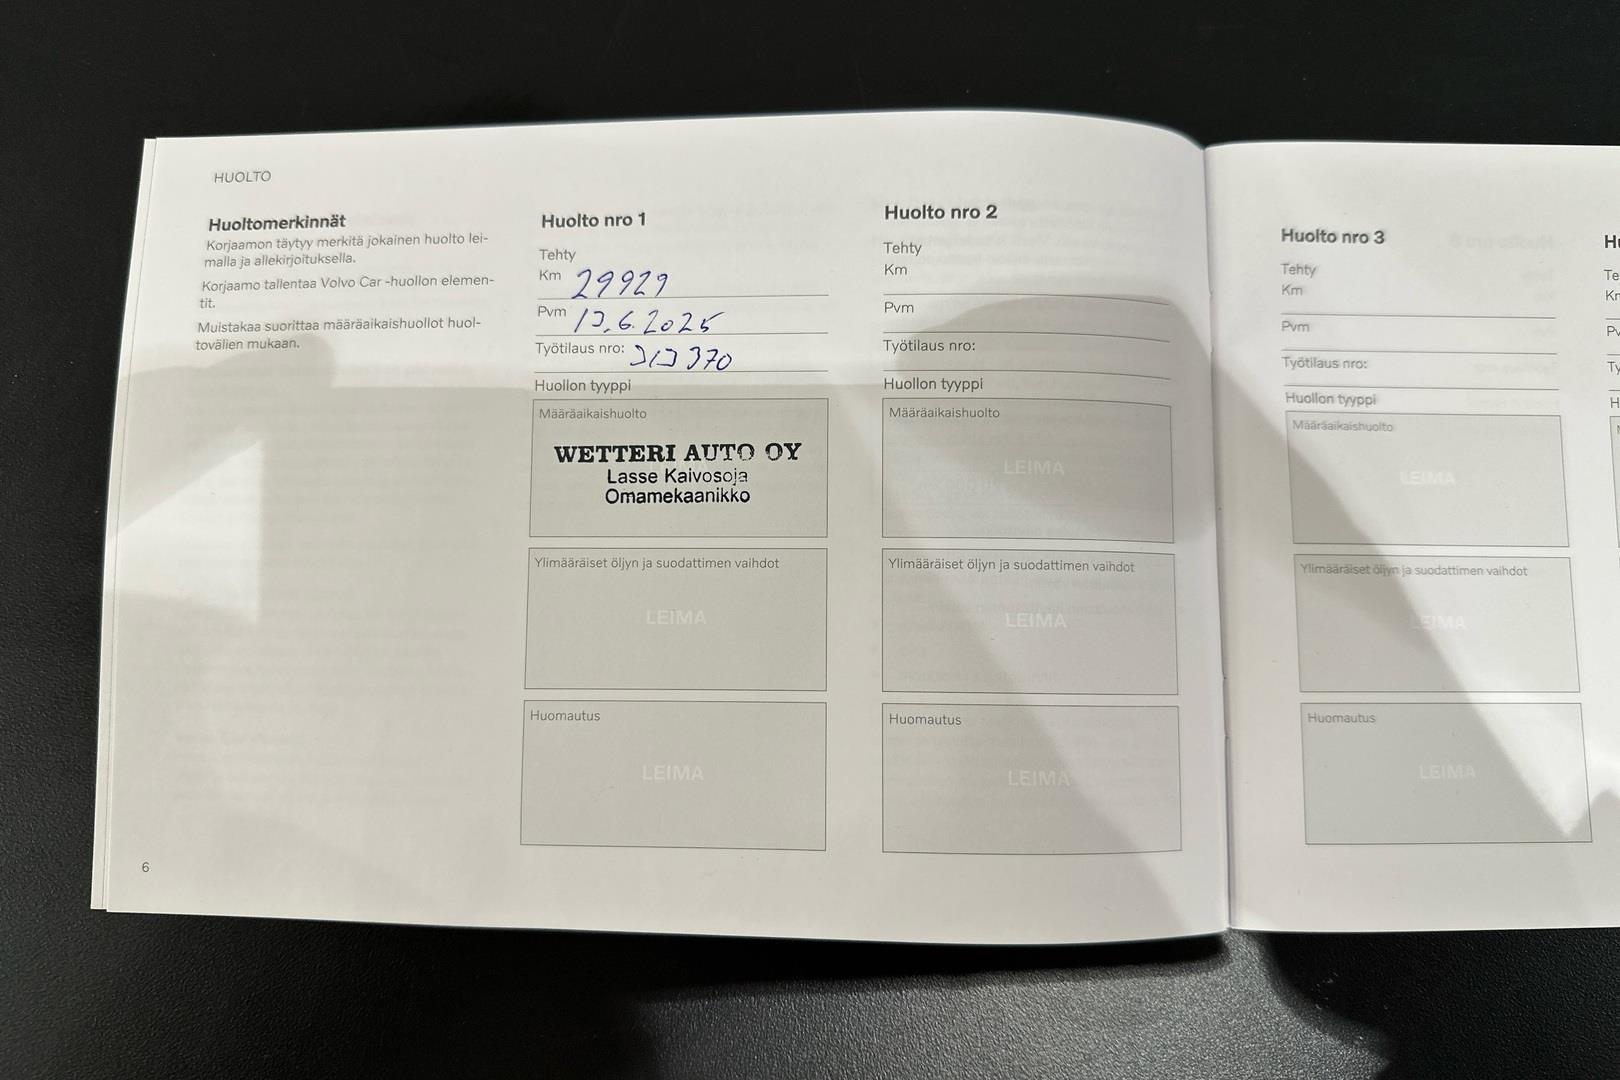 HUOLTO
Huoltomerkinnät
Korjaamon täytyy merkitä jokainen huolto lei-
malla ja allekirjoituksella.
Korjaamo tallentaa Volvo Car -huollon elemen-
tit.
Muistakaa suorittaa määräaikaishuollot huol-
tovälien mukaan.
6
Huolto nro 1
Tehty
Km 29929
Pvm 13.6.2025
Työtilaus nro:
Huollon tyyppi
Määräaikaishuolto
WETTERI AUTO OY
Lasse Kaivosoja
Omamekaanikko
Ylimääräiset öljyn ja suodattimen vaihdot
LEIMA
Huomautus
LEIMA
Huolto nro 2
Tehty
Km
Pvm
Työtilaus nro:
Huollon tyyppi
Määräaikaishuolto
LEIMA
Ylimääräiset öljyn ja suodattimen vaihdot
LEIMA
Huomautus
LEIMA
Huolto nro 3
Tehty
Km
Pvm
Työtilaus nro:
Huollon tyyppi
Määräaikaishuolto
LEIMA
Ylimääräiset öljyn ja suodattimen vaihdot
LEIMA
Huomautus
LEIMA